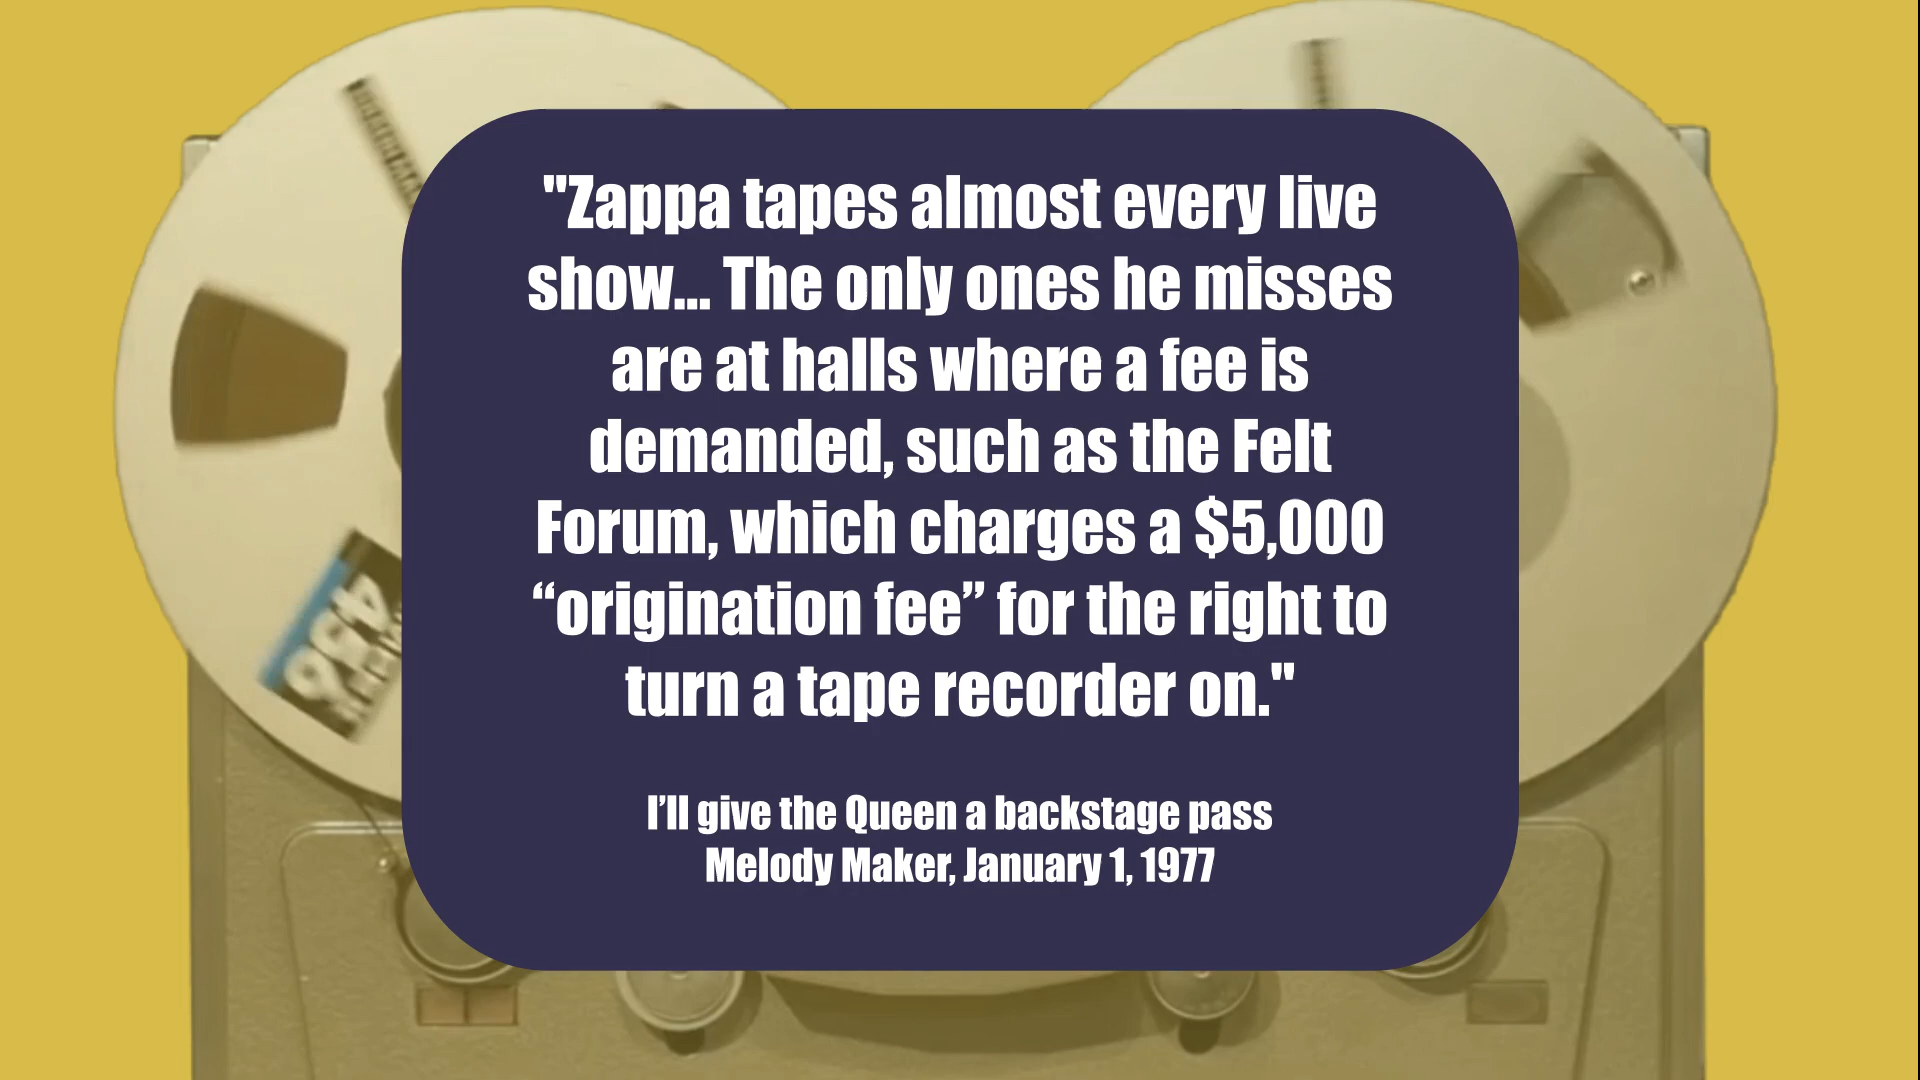 "Zappa tapes almost every live
show... The only ones he misses
are at halls where a fee is
demanded, such as the Felt
Forum, which charges a $5,000
“origination fee” for the right to
turn a tape recorder on."
I’ll give the Queen a backstage pass
Melody Maker, January 1, 1977